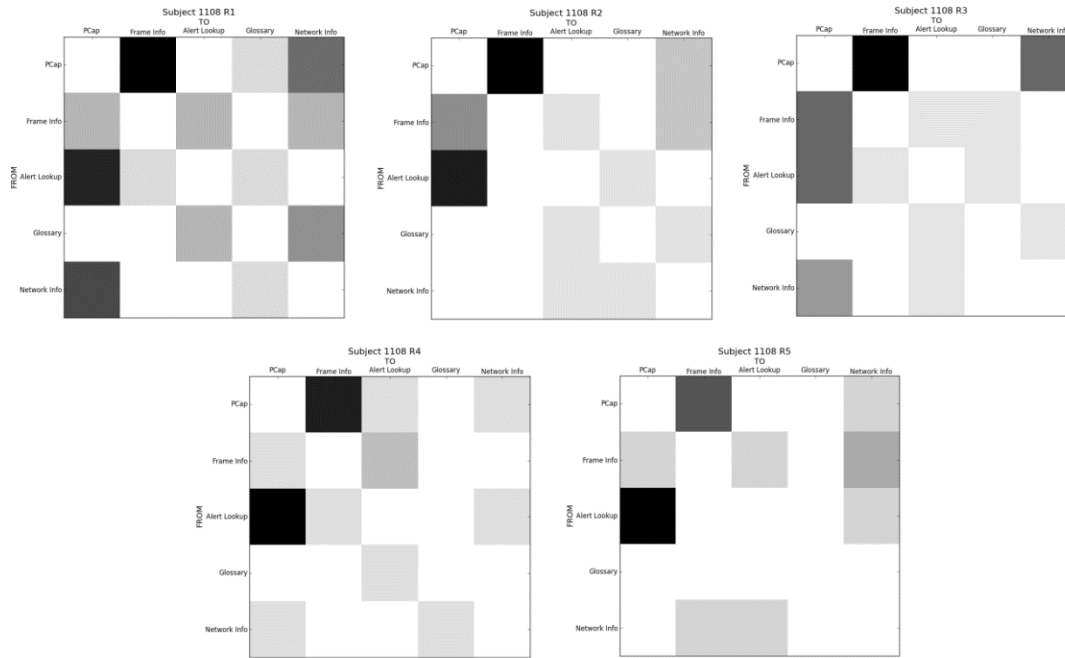 Subject 1108 R1
TO
PCap Frame Info Alert Lookup Glossary Network Info
FROM
PCap
Frame Info
Alert Lookup
Glossary
Network Info
Subject 1108 R2
TO
PCap Frame Info Alert Lookup Glossary Network Info
FROM
PCap
Frame Info
Alert Lookup
Glossary
Network Info
Subject 1108 R3
TO
PCap Frame Info Alert Lookup Glossary Network Info
FROM
PCap
Frame Info
Alert Lookup
Glossary
Network Info
Subject 1108 R4
TO
PCap Frame Info Alert Lookup Glossary Network Info
FROM
PCap
Frame Info
Alert Lookup
Glossary
Network Info
Subject 1108 R5
TO
PCap Frame Info Alert Lookup Glossary Network Info
FROM
PCap
Frame Info
Alert Lookup
Glossary
Network Info